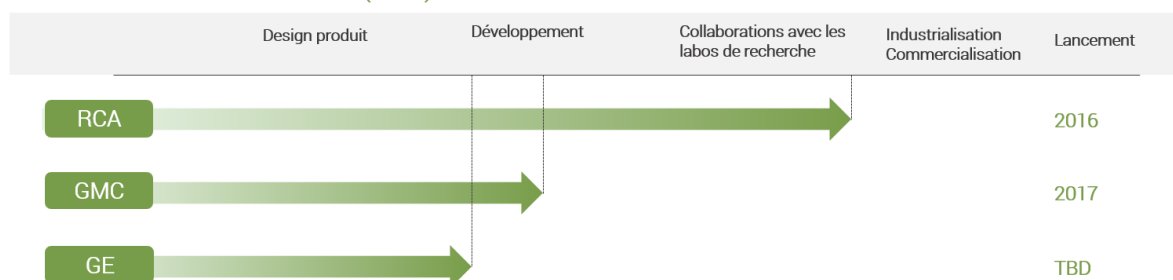 Design produit
Développement
Collaborations avec les
labos de recherche
Industrialisation
Commercialisation
Lancement
RCA
2016
GMC
2017
GE
TBD